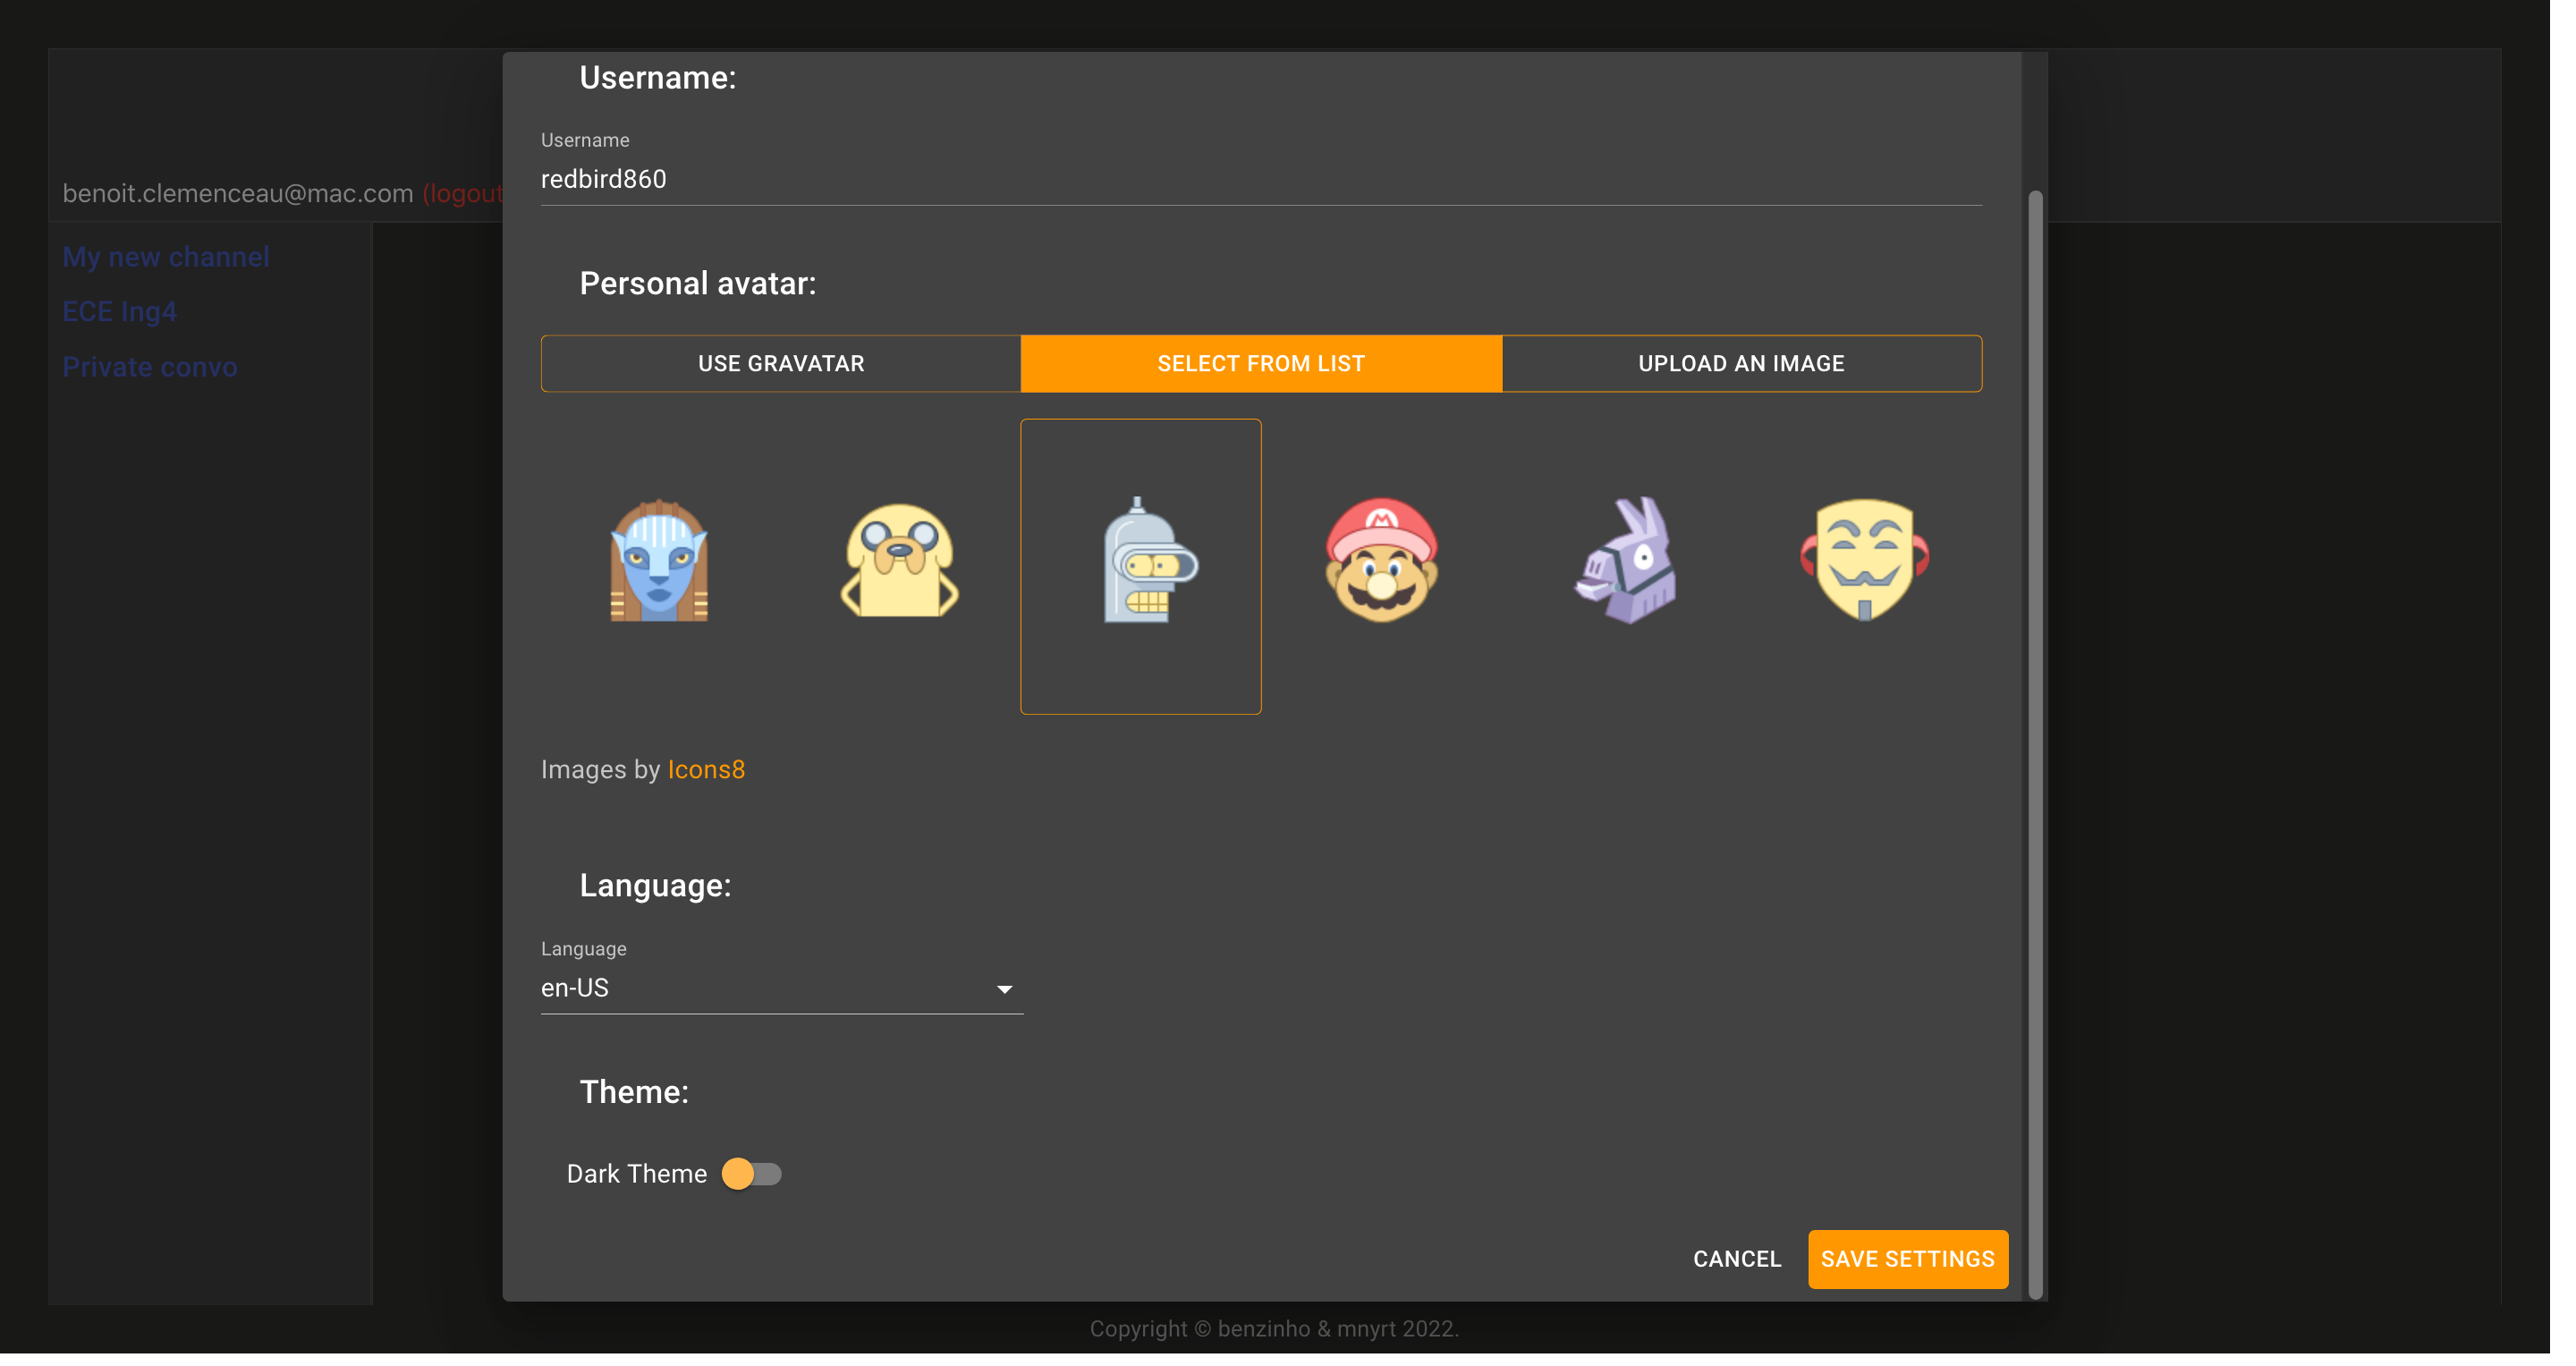 benoit.clemenceau@mac.com (logout
My new channel
ECE Ing4
Private convo
Username:
Username
redbird860
Personal avatar:
USE GRAVATAR
SELECT FROM LIST
UPLOAD AN IMAGE
M
Images by Icons8
Language:
Language
en-US
Theme:
Dark Theme
CANCEL
SAVE SETTINGS
Copyright © benzinho & mnyrt 2022.